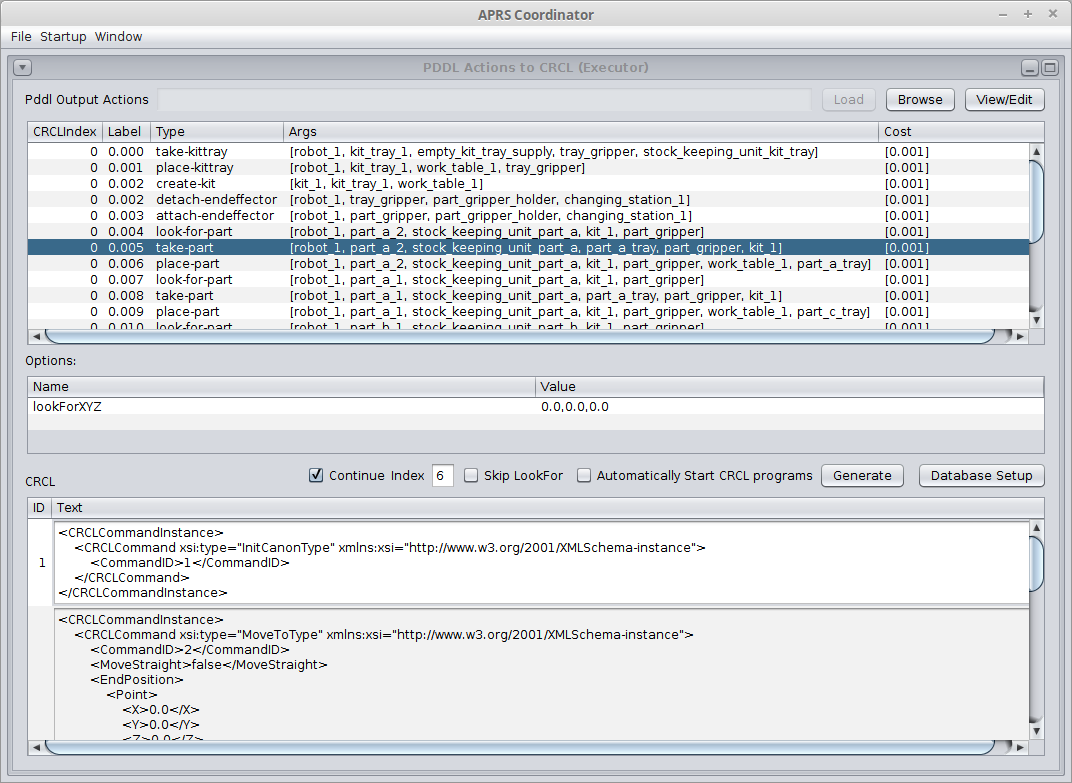 APRS Coordinator
File Startup Window
PDDL Actions to CRCL (Executor)
Pddl Output Actions Load Browse View/Edit
CRCLIndex Label Type Args Cost
0 0.000 take-kittray [robot_1, kit_tray_1, empty_kit_tray_supply, tray_gripper, stock_keeping_unit_kit_tray] [0.001]
0 0.001 place-kittray [robot_1, kit_tray_1, work_table_1, tray_gripper] [0.001]
0 0.002 create-kit [kit_1, kit_tray_1, work_table_1] [0.001]
0 0.002 detach-endeffector [robot_1, tray_gripper, part_gripper_holder, changing_station_1] [0.001]
0 0.003 attach-endeffector [robot_1, part_gripper, part_gripper_holder, changing_station_1] [0.001]
0 0.004 look-for-part [robot_1, part_a_2, stock_keeping_unit_part_a, kit_1, part_gripper] [0.001]
0 0.005 take-part [robot_1, part_a_2, stock_keeping_unit_part_a, part_a_tray, part_gripper, kit_1] [0.001]
0 0.006 place-part [robot_1, part_a_2, stock_keeping_unit_part_a, kit_1, part_gripper, work_table_1, part_a_tray] [0.001]
0 0.007 look-for-part [robot_1, part_a_1, stock_keeping_unit_part_a, kit_1, part_gripper] [0.001]
0 0.008 take-part [robot_1, part_a_1, stock_keeping_unit_part_a, part_a_tray, part_gripper, kit_1] [0.001]
0 0.009 place-part [robot_1, part_a_1, stock_keeping_unit_part_a, kit_1, part_gripper, work_table_1, part_c_tray] [0.001]
0 0.010 look-for-part [robot_1, part_b_1, stock_keeping_unit_part_b, kit_1, part_gripper] [0.001]
Options:
Name Value
lookForXYZ 0.0,0.0,0.0
CRCL Continue Index 6 Skip LookFor Automatically Start CRCL programs Generate Database Setup
ID Text
<CRCLCommandInstance>
<CRCLCommand xsi:type="InitCanonType" xmlns:xsi="http://www.w3.org/2001/XMLSchema-instance">
1 <CommandID>1</CommandID>
</CRCLCommand>
</CRCLCommandInstance>
<CRCLCommandInstance>
<CRCLCommand xsi:type="MoveToType" xmlns:xsi="http://www.w3.org/2001/XMLSchema-instance">
<CommandID>2</CommandID>
<MoveStraight>false</MoveStraight>
<EndPosition>
<Point>
<X>0.0</X>
<Y>0.0</Y>
<Z>0.0</Z>